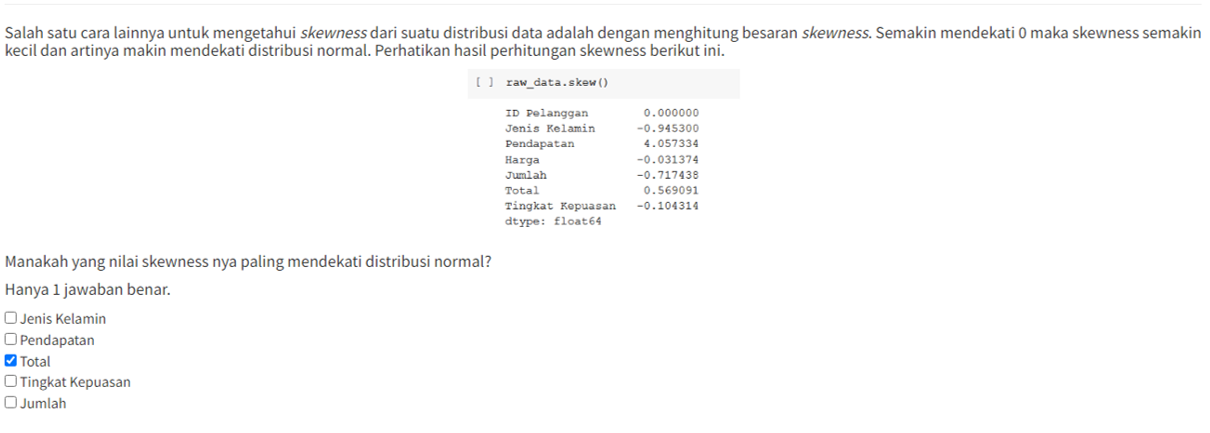 Salah satu cara lainnya untuk mengetahui skewness dari suatu distribusi data adalah dengan menghitung besaran skewness. Semakin mendekati 0 maka skewness semakin
kecil dan artinya makin mendekati distribusi normal. Perhatikan hasil perhitungan skewness berikut ini.
[ ] raw_data.skew()
ID Pelanggan 0.000000
Jenis Kelamin -0.945300
Pendapatan 4.057334
Harga -0.031374
Jumlah -0.717438
Total 0.569091
Tingkat Kepuasan -0.104314
dtype: float64
Manakah yang nilai skewness nya paling mendekati distribusi normal?
Hanya 1 jawaban benar.
Jenis Kelamin
Pendapatan
Total
Tingkat Kepuasan
Jumlah